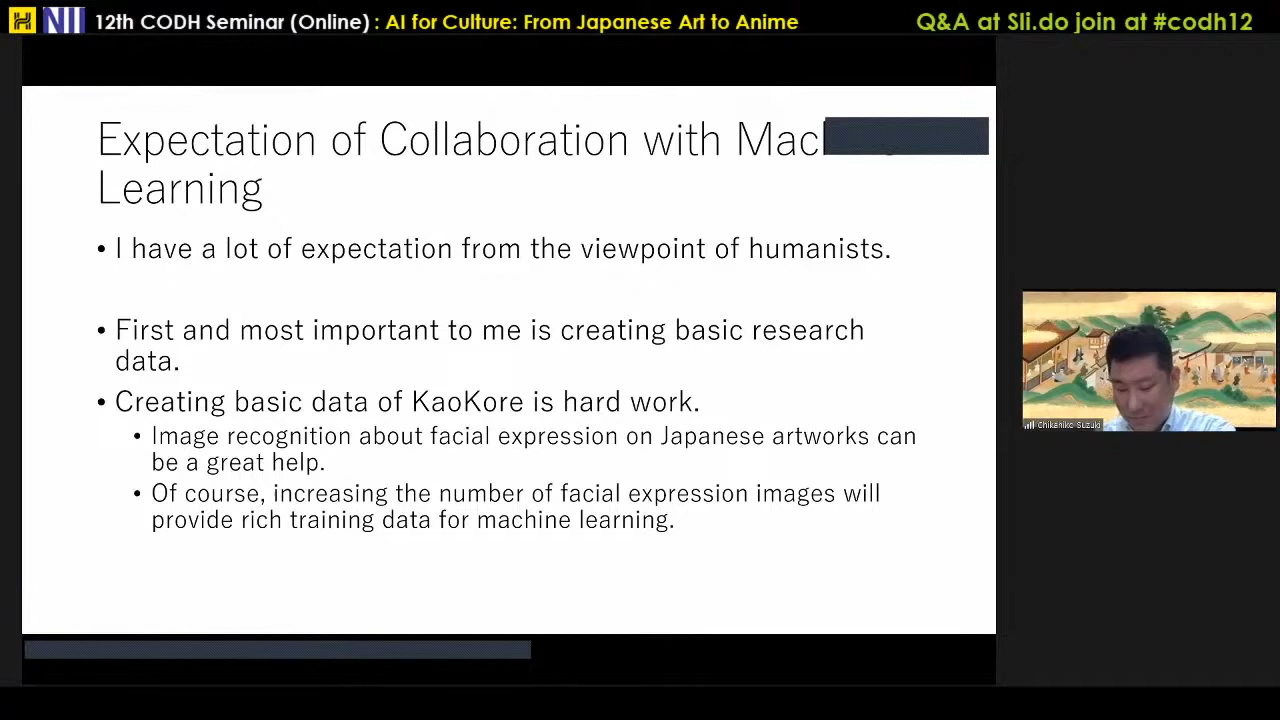 NII 12th CODH Seminar (Online) : AI for Culture: From Japanese Art to Anime
Q&A at Sli.do join at #codh12
Expectation of Collaboration with
Learning
• I have a lot of expectation from the viewpoint of humanists.
• First and most important to me is creating basic research
data.
• Creating basic data of KaoKore is hard work.
• Image recognition about facial expression on Japanese artworks can
be a great help.
• Of course, increasing the number of facial expression images will
provide rich training data for machine learning.
Chikahiko Suzuki